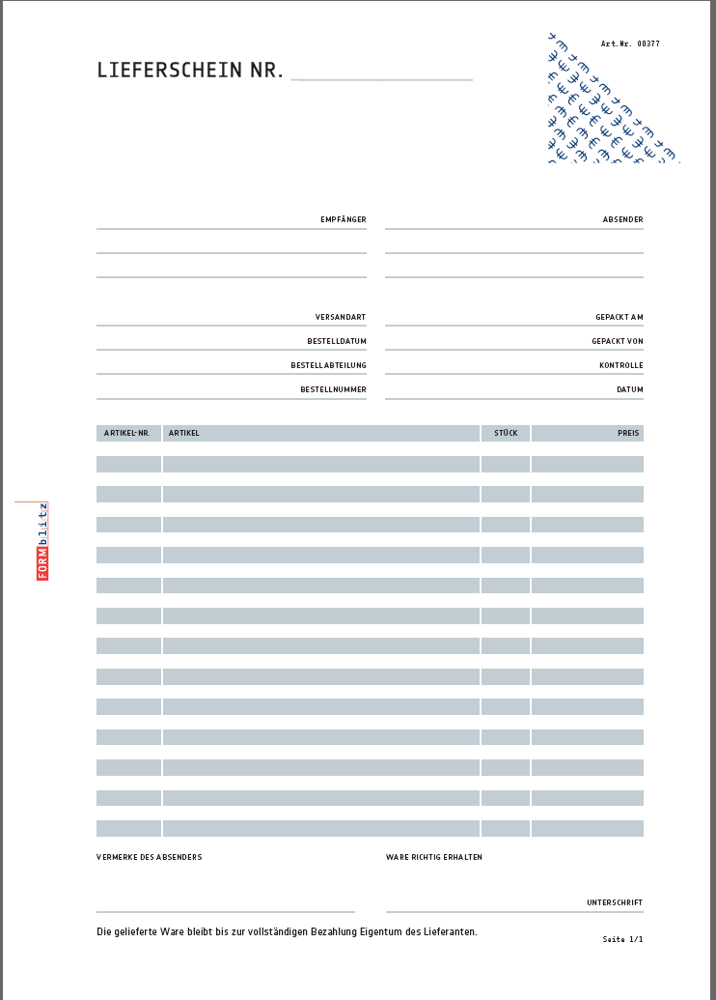 Art.Nr. 00377
LIEFERSCHEIN NR.
EMPFÄNGER ABSENDER
VERSANDART GEPACKT AM
BESTELLDATUM GEPACKT VON
BESTELLABTEILUNG KONTROLLE
BESTELLNUMMER DATUM
ARTIKEL-NR. ARTIKEL STÜCK PREIS
FORMblitz
VERMERKE DES ABSENDERS WARE RICHTIG ERHALTEN
UNTERSCHRIFT
Die gelieferte Ware bleibt bis zur vollständigen Bezahlung Eigentum des Lieferanten.
Seite 1/1